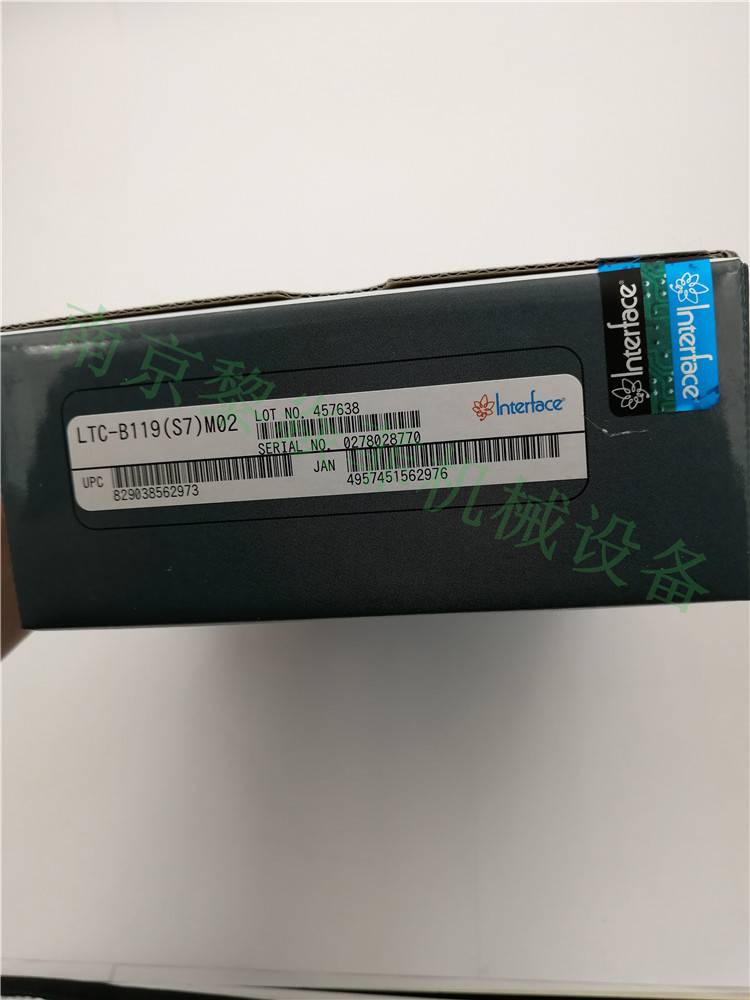 Interface
Interface
LTC-B119(S7)M02
LOT NO. 457638
Interface
SERIAL NO. 0278028770
UPC
829038562973
JAN
4957451562976
南京黎
机械设备